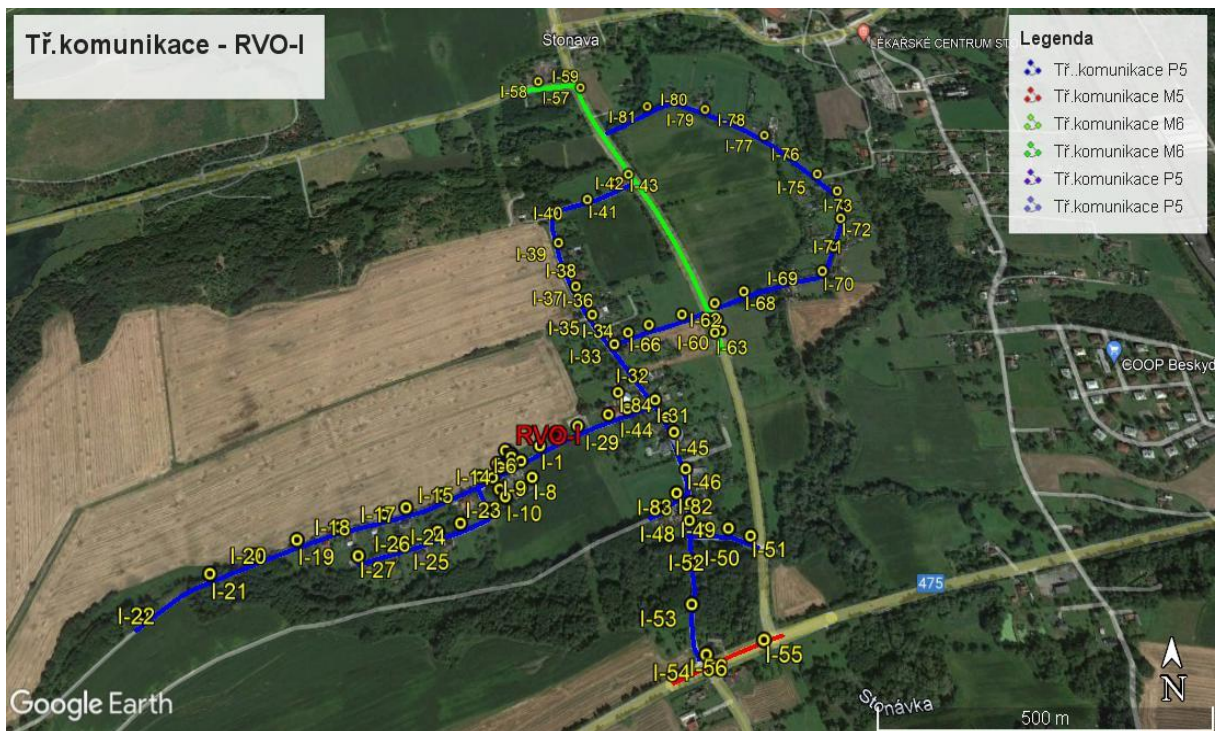 Tř.komunikace - RVO-I
Legenda
Tř..komunikace P5
Tř.komunikace M5
Tř.komunikace M6
Tř.komunikace M6
Tř.komunikace P5
Tř.komunikace P5
Stonava
LÉKAŘSKÉ CENTRUM STO
I-59
I-58
I-57
I-81
I-80
I-79
I-78
I-77
I-76
I-75
I-73
I-72
I-71
I-70
I-69
I-68
I-42
I-43
I-41
I-40
I-39
I-38
I-37
I-36
I-35
I-34
I-33
I-66
I-62
I-60
I-63
COOP Beskyd
I-32
I-84
I-31
RVO-I
I-29
I-44
I-45
I-1
I-6
I-14
I-8
I-9
I-10
I-46
I-15
I-17
I-18
I-19
I-20
I-21
I-22
I-23
I-24
I-25
I-26
I-27
I-83
I-82
I-48
I-49
I-50
I-51
I-52
I-53
475
I-55
I-56
I-54
Stonávka
Google Earth
N
500 m